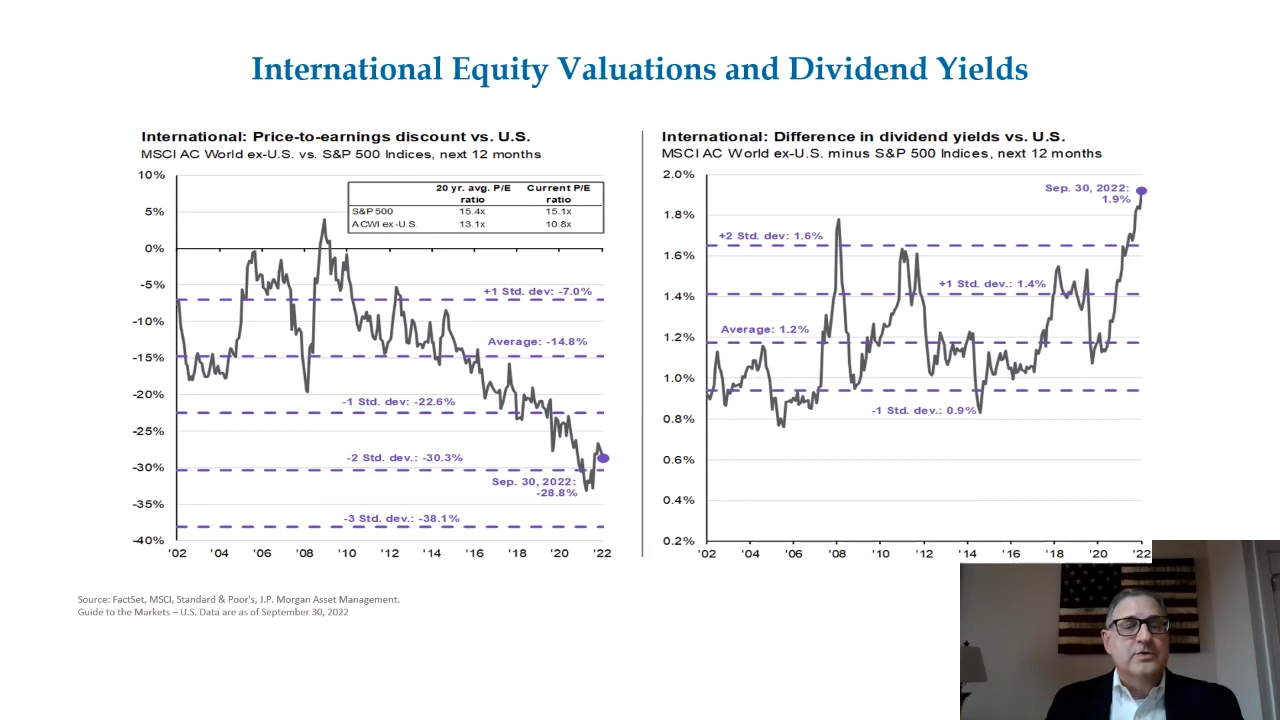 International Equity Valuations and Dividend Yields
International: Price-to-earnings discount vs. U.S.
MSCI AC World ex-U.S. vs. S&P 500 Indices, next 12 months
10%
5%
0%
-5%
-10%
-15%
-20%
-25%
-30%
-35%
-40%
20 yr. avg. P/E ratio
Current P/E ratio
S&P 500 15.4x 15.1x
ACWI ex-U.S. 13.1x 10.8x
+1 Std. dev: -7.0%
Average: -14.8%
-1 Std. dev: -22.6%
-2 Std. dev.: -30.3%
Sep. 30, 2022:
-28.8%
-3 Std. dev.: -38.1%
'02 '04 '06 '08 '10 '12 '14 '16 '18 '20 '22
International: Difference in dividend yields vs. U.S.
MSCI AC World ex-U.S. minus S&P 500 Indices, next 12 months
2.0%
1.8%
1.6%
1.4%
1.2%
1.0%
0.8%
0.6%
0.4%
0.2%
Sep. 30, 2022:
1.9%
+2 Std. dev: 1.6%
+1 Std. dev.: 1.4%
Average: 1.2%
-1 Std. dev.: 0.9%
'02 '04 '06 '08 '10 '12 '14 '16 '18 '20 '22
Source: FactSet, MSCI, Standard & Poor's, J.P. Morgan Asset Management.
Guide to the Markets – U.S. Data are as of September 30, 2022